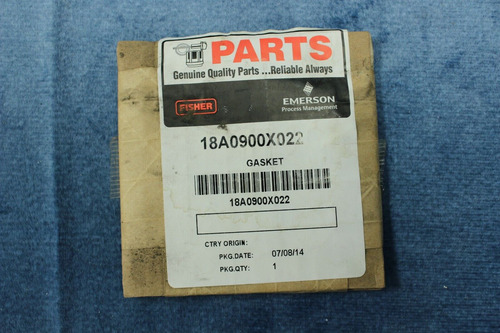 PARTS
Genuine Quality Parts ...Reliable Always
FISHER
EMERSON
Process Management
18A0900X022
GASKET
18A0900X022
CTRY ORIGIN:
PKG.DATE: 07/08/14
PKG.QTY: 1